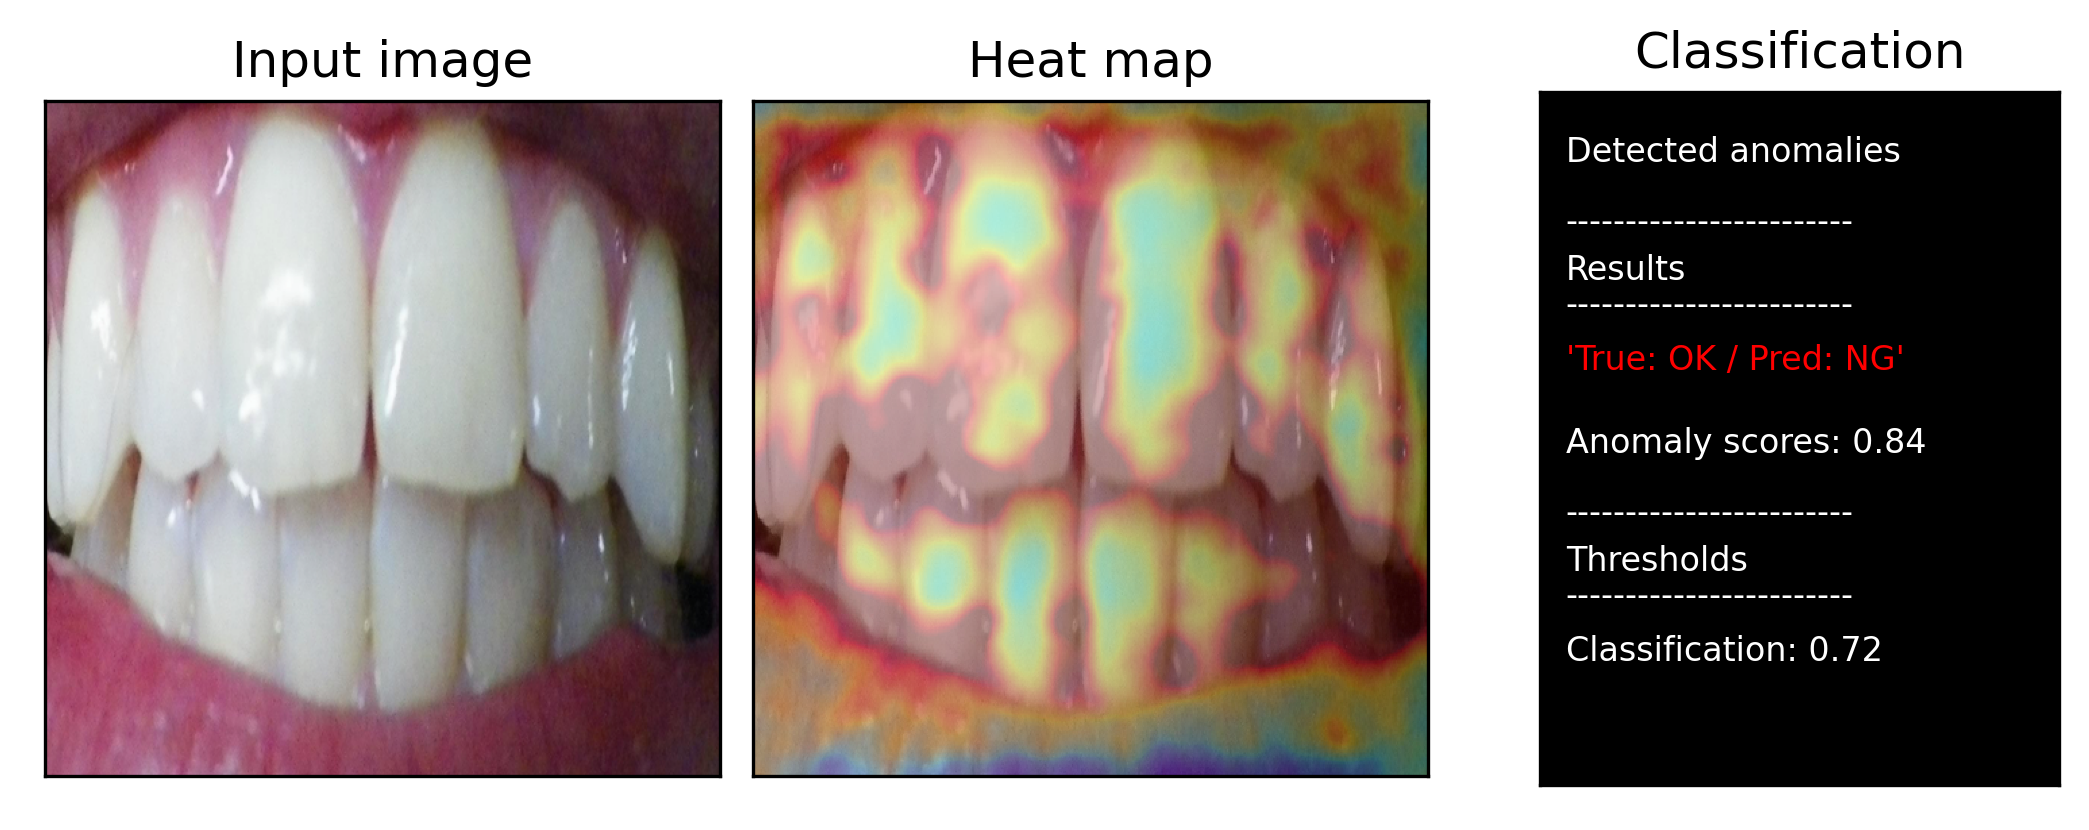 Input image
Heat map
Classification
Detected anomalies
------------------------
Results
------------------------
'True: OK / Pred: NG'
Anomaly scores: 0.84
------------------------
Thresholds
------------------------
Classification: 0.72